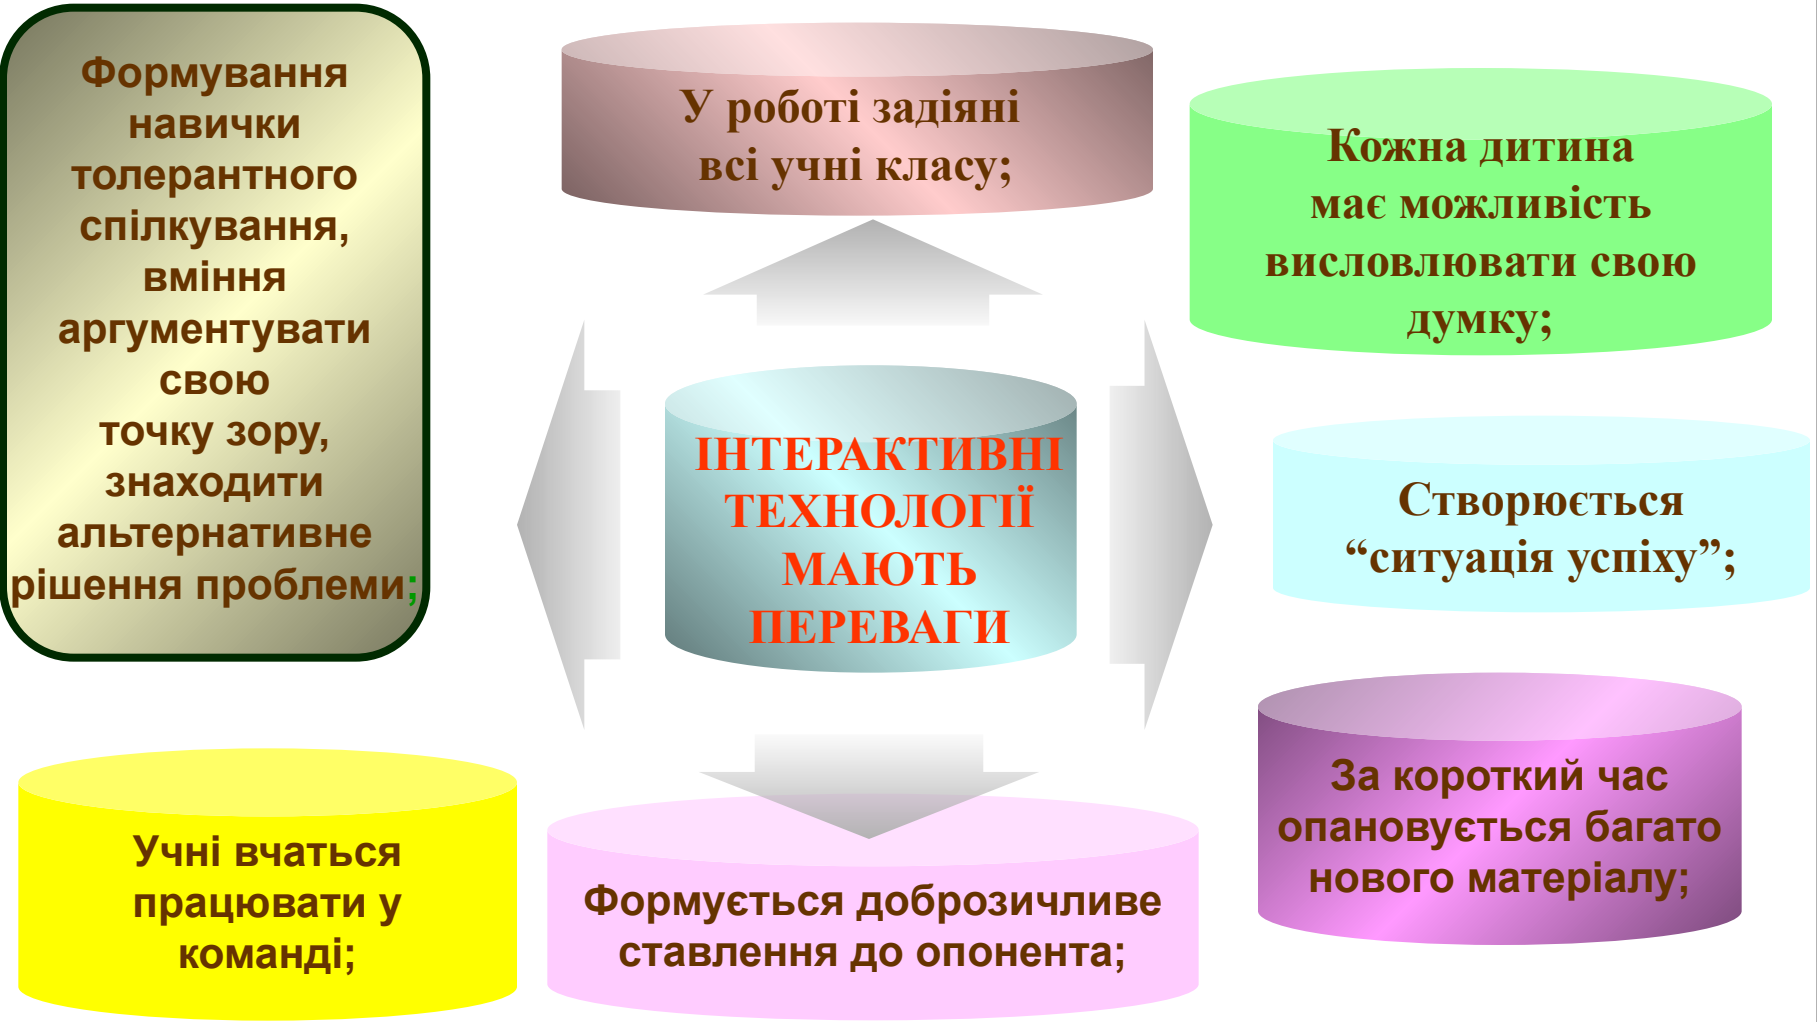 Формування
навички
толерантного
спілкування,
вміння
аргументувати
свою
точку зору,
знаходити
альтернативне
рішення проблеми;
У роботі задіяні
всі учні класу;
Кожна дитина
має можливість
висловлювати свою
думку;
ІНТЕРАКТИВНІ
ТЕХНОЛОГІЇ
МАЮТЬ
ПЕРЕВАГИ
Створюється
“ситуація успіху”;
За короткий час
опановується багато
нового матеріалу;
Учні вчаться
працювати у
команді;
Формується доброзичливе
ставлення до опонента;